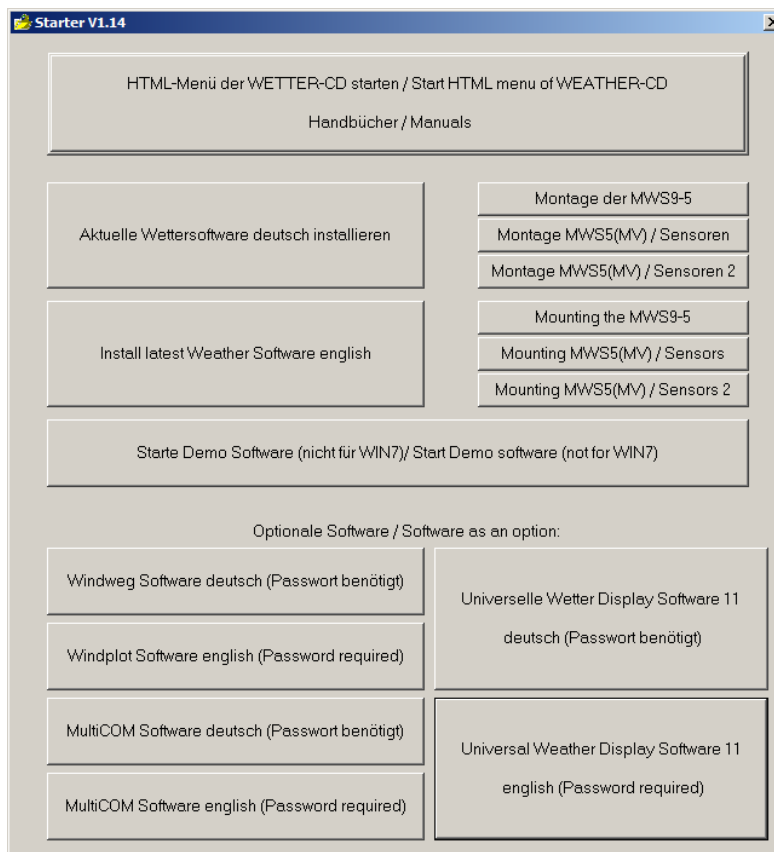 Starter V1.14
HTML-Menü der WETTER-CD starten / Start HTML menu of WEATHER-CD
Handbücher / Manuals
Aktuelle Wettersoftware deutsch installieren
Montage der MWS9-5
Montage MWS5(MV) / Sensoren
Montage MWS5(MV) / Sensoren 2
Install latest Weather Software english
Mounting the MWS9-5
Mounting MWS5(MV) / Sensors
Mounting MWS5(MV) / Sensors 2
Starte Demo Software (nicht für WIN7)/ Start Demo software (not for WIN7)
Optionale Software / Software as an option:
Windweg Software deutsch (Passwort benötigt)
Windplot Software english (Password required)
MultiCOM Software deutsch (Passwort benötigt)
MultiCOM Software english (Password required)
Universelle Wetter Display Software 11
deutsch (Passwort benötigt)
Universal Weather Display Software 11
english (Password required)